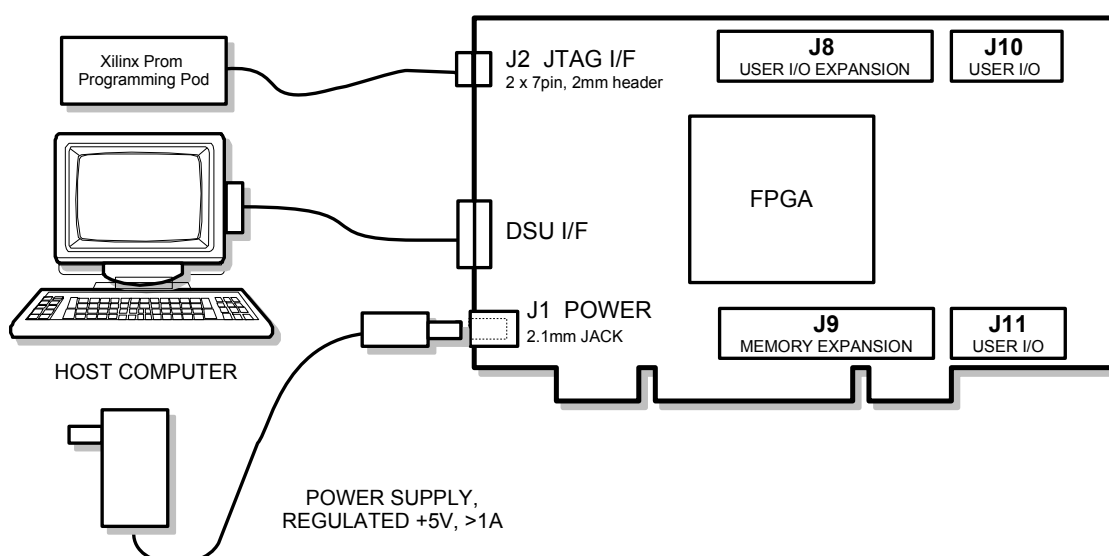 Xilinx Prom
Programming Pod
J2 JTAG I/F
2 x 7pin, 2mm header
J8
USER I/O EXPANSION
J10
USER I/O
FPGA
DSU I/F
J1 POWER
2.1mm JACK
J9
MEMORY EXPANSION
J11
USER I/O
HOST COMPUTER
POWER SUPPLY,
REGULATED +5V, >1A